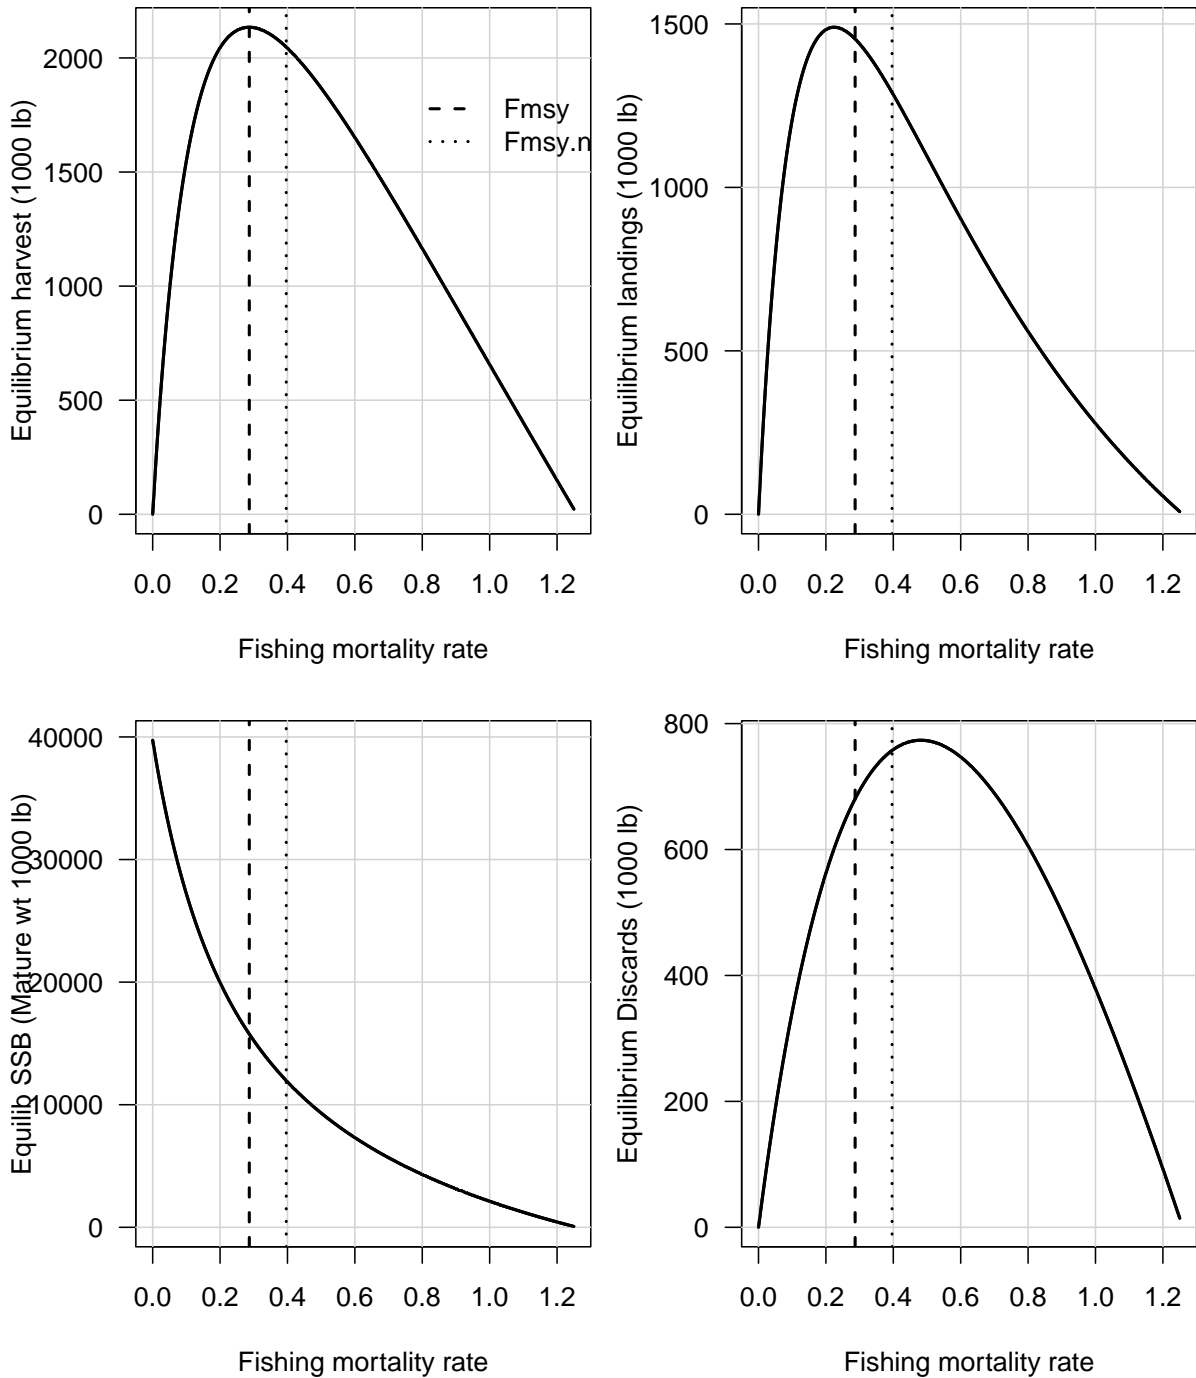 Equilibrium harvest (1000 lb)
2000
1500
1000
500
0
Fmsy
Fmsy.n
0.0 0.2 0.4 0.6 0.8 1.0 1.2
Fishing mortality rate
Equilibrium landings (1000 lb)
1500
1000
500
0
0.0 0.2 0.4 0.6 0.8 1.0 1.2
Fishing mortality rate
Equilib SSB (Mature wt 1000 lb)
40000
30000
20000
10000
0
0.0 0.2 0.4 0.6 0.8 1.0 1.2
Fishing mortality rate
Equilibrium Discards (1000 lb)
800
600
400
200
0
0.0 0.2 0.4 0.6 0.8 1.0 1.2
Fishing mortality rate